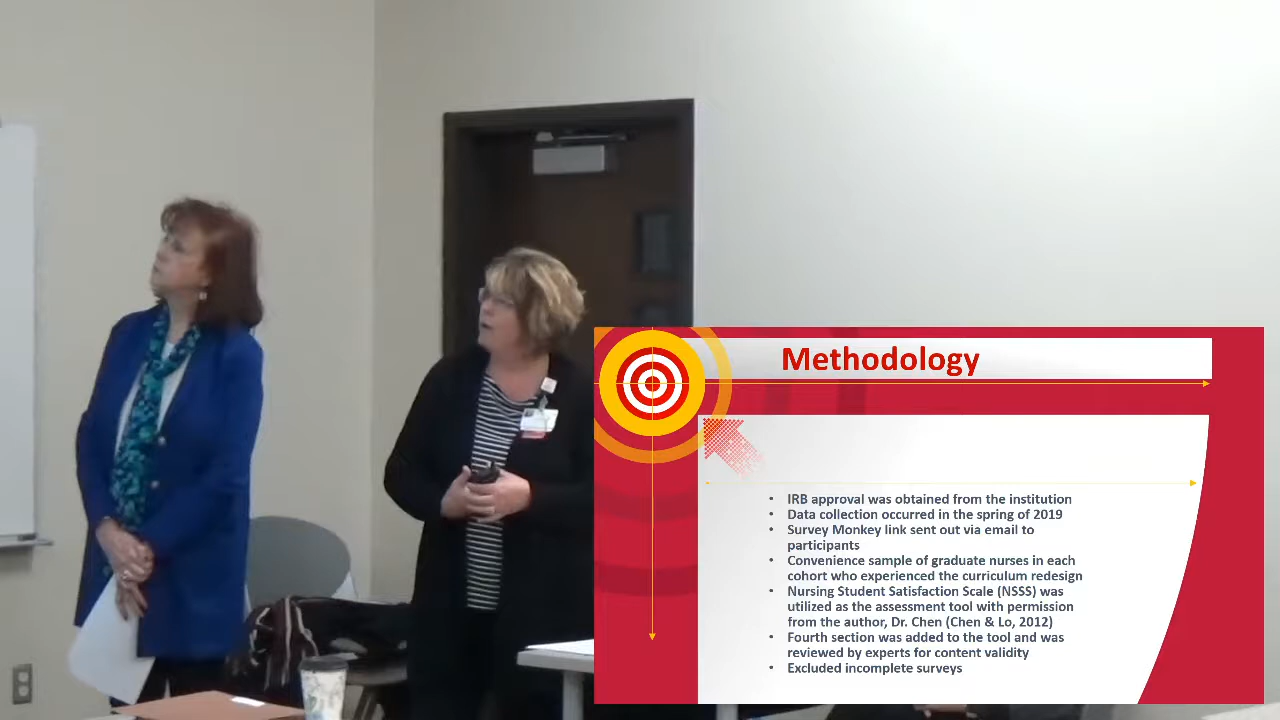 Methodology
• IRB approval was obtained from the institution
• Data collection occurred in the spring of 2019
• Survey Monkey link sent out via email to
participants
• Convenience sample of graduate nurses in each
cohort who experienced the curriculum redesign
• Nursing Student Satisfaction Scale (NSSS) was
utilized as the assessment tool with permission
from the author, Dr. Chen (Chen & Lo, 2012)
• Fourth section was added to the tool and was
reviewed by experts for content validity
• Excluded incomplete surveys